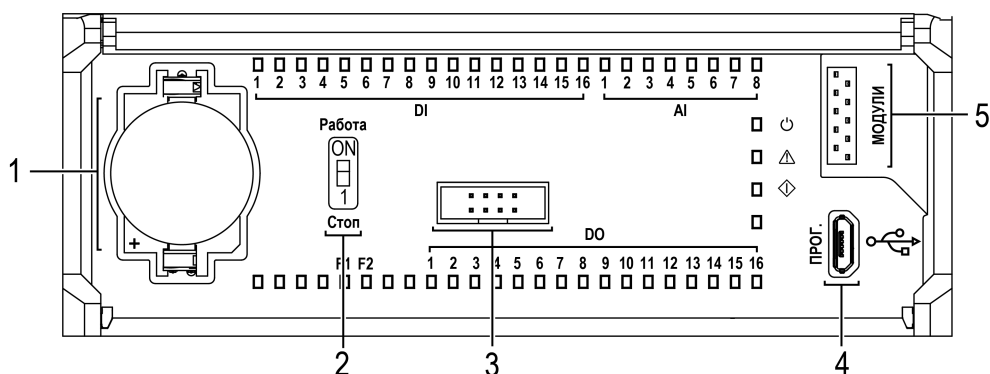 1 2 3 4 5 6 7 8 9 10 11 12 13 14 15 16 1 2 3 4 5 6 7 8
DI AI
Работа
ON
1
Стоп
МОДУЛИ
5
1
+
DO
ПРОГ.
F1 F2 1 2 3 4 5 6 7 8 9 10 11 12 13 14 15 16
2 3 4